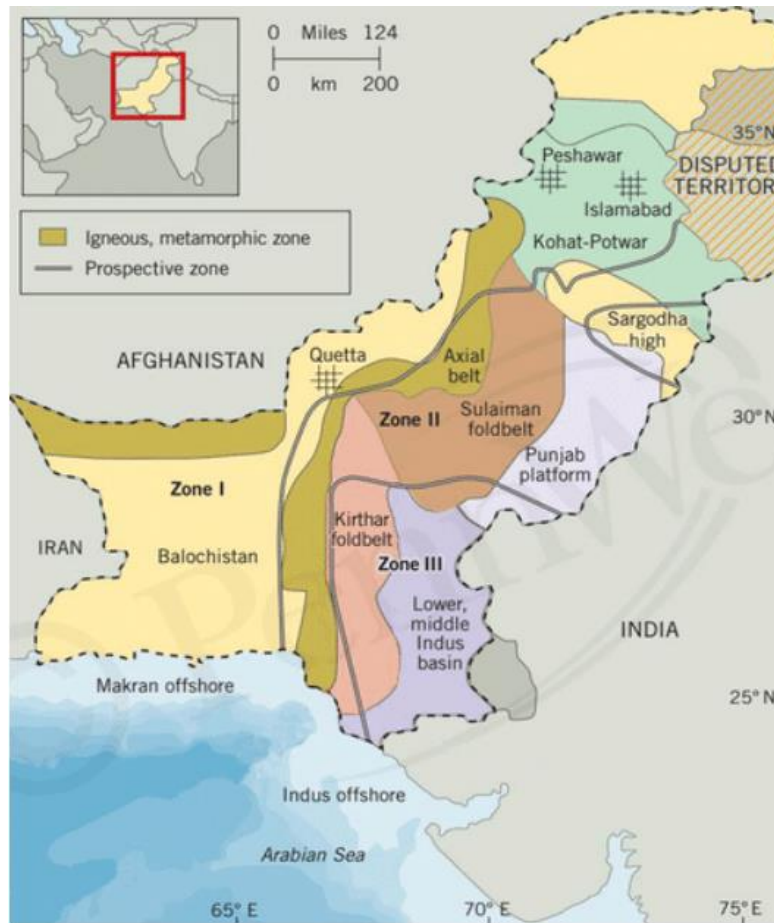 0 Miles 124
0 km 200
35° N
Peshawar
DISPUTED
TERRITORY
Islamabad
Igneous, metamorphic zone
Prospective zone
Kohat-Potwar
Sargodha
high
AFGHANISTAN
Quetta
Axial
belt
Zone II
Sulaiman
foldbelt
30° N
Punjab
platform
Zone I
IRAN
Balochistan
Kirthar
foldbelt
Zone III
Lower,
middle
Indus
basin
INDIA
Makran offshore
25° N
Indus offshore
Arabian Sea
65° E
70° E
75° E